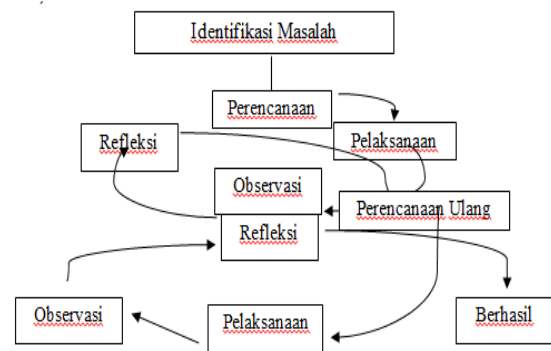 Identifikasi Masalah
Perencanaan
Refleksi
Pelaksanaan
Observasi
Perencanaan Ulang
Refleksi
Observasi
Pelaksanaan
Berhasil